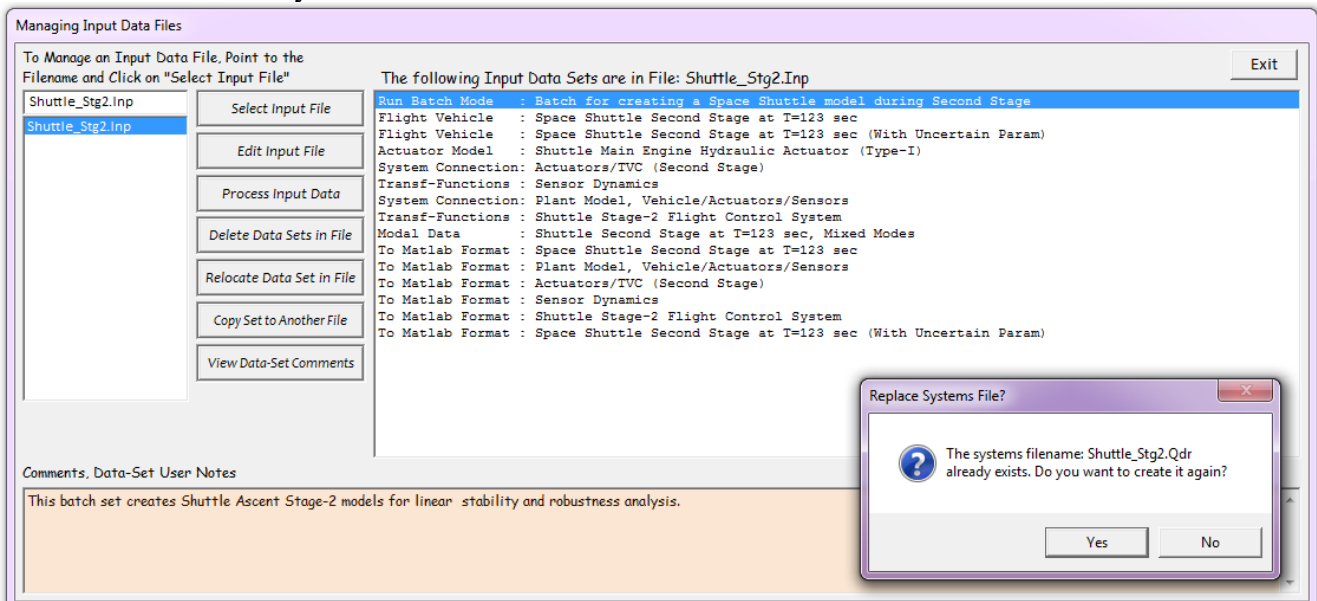 Managing Input Data Files
To Manage an Input Data File, Point to the
Filename and Click on "Select Input File"
The following Input Data Sets are in File: Shuttle_Stg2.Inp
Exit
Shuttle_Stg2.Inp
Shuttle_Stg2.Inp
Select Input File
Edit Input File
Process Input Data
Delete Data Sets in File
Relocate Data Set in File
Copy Set to Another File
View Data-Set Comments
Run Batch Mode : Batch for creating a Space Shuttle model during Second Stage
Flight Vehicle : Space Shuttle Second Stage at T=123 sec
Flight Vehicle : Space Shuttle Second Stage at T=123 sec (With Uncertain Param)
Actuator Model : Shuttle Main Engine Hydraulic Actuator (Type-I)
System Connection: Actuators/TVC (Second Stage)
Transf-Functions : Sensor Dynamics
System Connection: Plant Model, Vehicle/Actuators/Sensors
Transf-Functions : Shuttle Stage-2 Flight Control System
Modal Data : Shuttle Second Stage at T=123 sec, Mixed Modes
To Matlab Format : Space Shuttle Second Stage at T=123 sec
To Matlab Format : Plant Model, Vehicle/Actuators/Sensors
To Matlab Format : Actuators/TVC (Second Stage)
To Matlab Format : Sensor Dynamics
To Matlab Format : Shuttle Stage-2 Flight Control System
To Matlab Format : Space Shuttle Second Stage at T=123 sec (With Uncertain Param)
Replace Systems File?
The systems filename: Shuttle_Stg2.Qdr
already exists. Do you want to create it again?
Yes
No
Comments, Data-Set User Notes
This batch set creates Shuttle Ascent Stage-2 models for linear stability and robustness analysis.